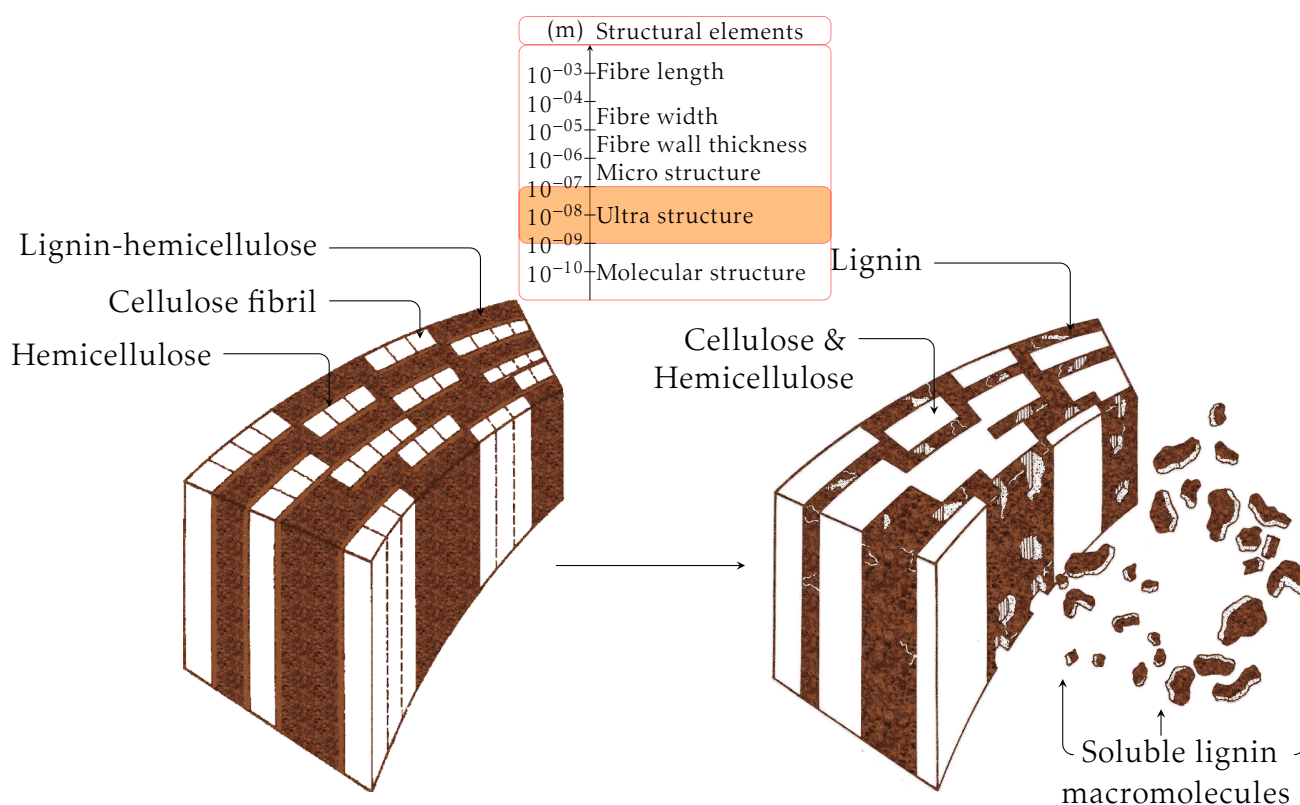 (m) Structural elements
10⁻⁰³ Fibre length
10⁻⁰⁴
Fibre width
10⁻⁰⁵
Fibre wall thickness
10⁻⁰⁶
Micro structure
10⁻⁰⁷
10⁻⁰⁸ Ultra structure
10⁻⁰⁹
10⁻¹⁰ Molecular structure
Lignin-hemicellulose
Cellulose fibril
Hemicellulose
Lignin
Cellulose &
Hemicellulose
Soluble lignin
macromolecules